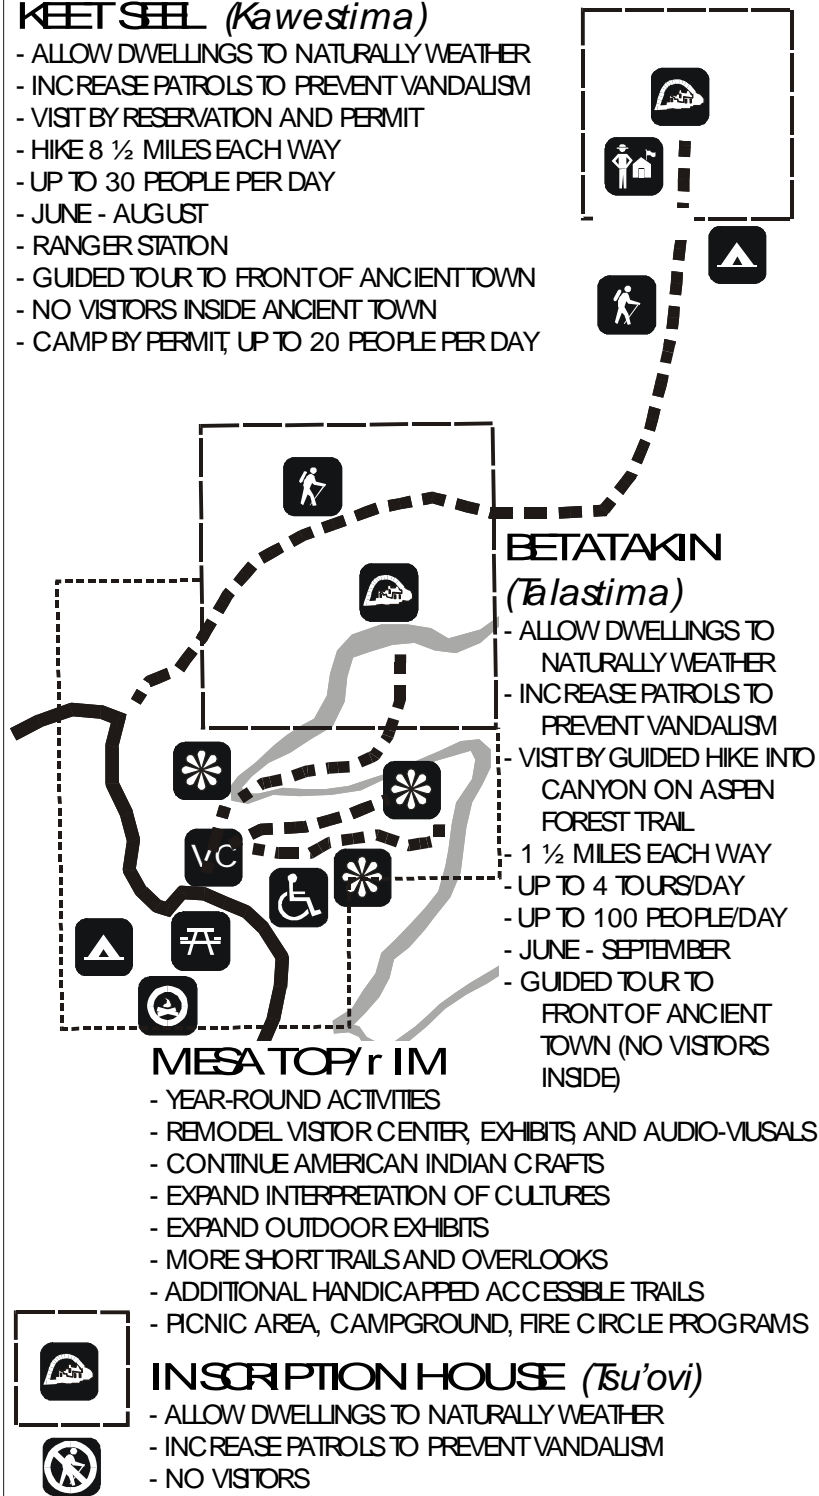 KEET SEEL (Kawestima)
- ALLOW DWELLINGS TO NATURALLY WEATHER
- INCREASE PATROLS TO PREVENT VANDALISM
- VISIT BY RESERVATION AND PERMIT
- HIKE 8 ½ MILES EACH WAY
- UP TO 30 PEOPLE PER DAY
- JUNE - AUGUST
- RANGER STATION
- GUIDED TOUR TO FRONT OF ANCIENT TOWN
- NO VISITORS INSIDE ANCIENT TOWN
- CAMP BY PERMIT, UP TO 20 PEOPLE PER DAY
BETATAKIN
(Talastima)
- ALLOW DWELLINGS TO
NATURALLY WEATHER
- INCREASE PATROLS TO
PREVENT VANDALISM
- VISIT BY GUIDED HIKE INTO
CANYON ON ASPEN
FOREST TRAIL
- 1 ½ MILES EACH WAY
- UP TO 4 TOURS/DAY
- UP TO 100 PEOPLE/DAY
- JUNE - SEPTEMBER
- GUIDED TOUR TO
FRONT OF ANCIENT
TOWN (NO VISITORS
INSIDE)
VC
MESA TOP/rIM
- YEAR-ROUND ACTIVITIES
- REMODEL VISITOR CENTER, EXHIBITS, AND AUDIO-VIUSALS
- CONTINUE AMERICAN INDIAN CRAFTS
- EXPAND INTERPRETATION OF CULTURES
- EXPAND OUTDOOR EXHIBITS
- MORE SHORT TRAILS AND OVERLOOKS
- ADDITIONAL HANDICAPPED ACCESSIBLE TRAILS
- PICNIC AREA, CAMPGROUND, FIRE CIRCLE PROGRAMS
INSCRIPTION HOUSE (Tsu'ovi)
- ALLOW DWELLINGS TO NATURALLY WEATHER
- INCREASE PATROLS TO PREVENT VANDALISM
- NO VISITORS